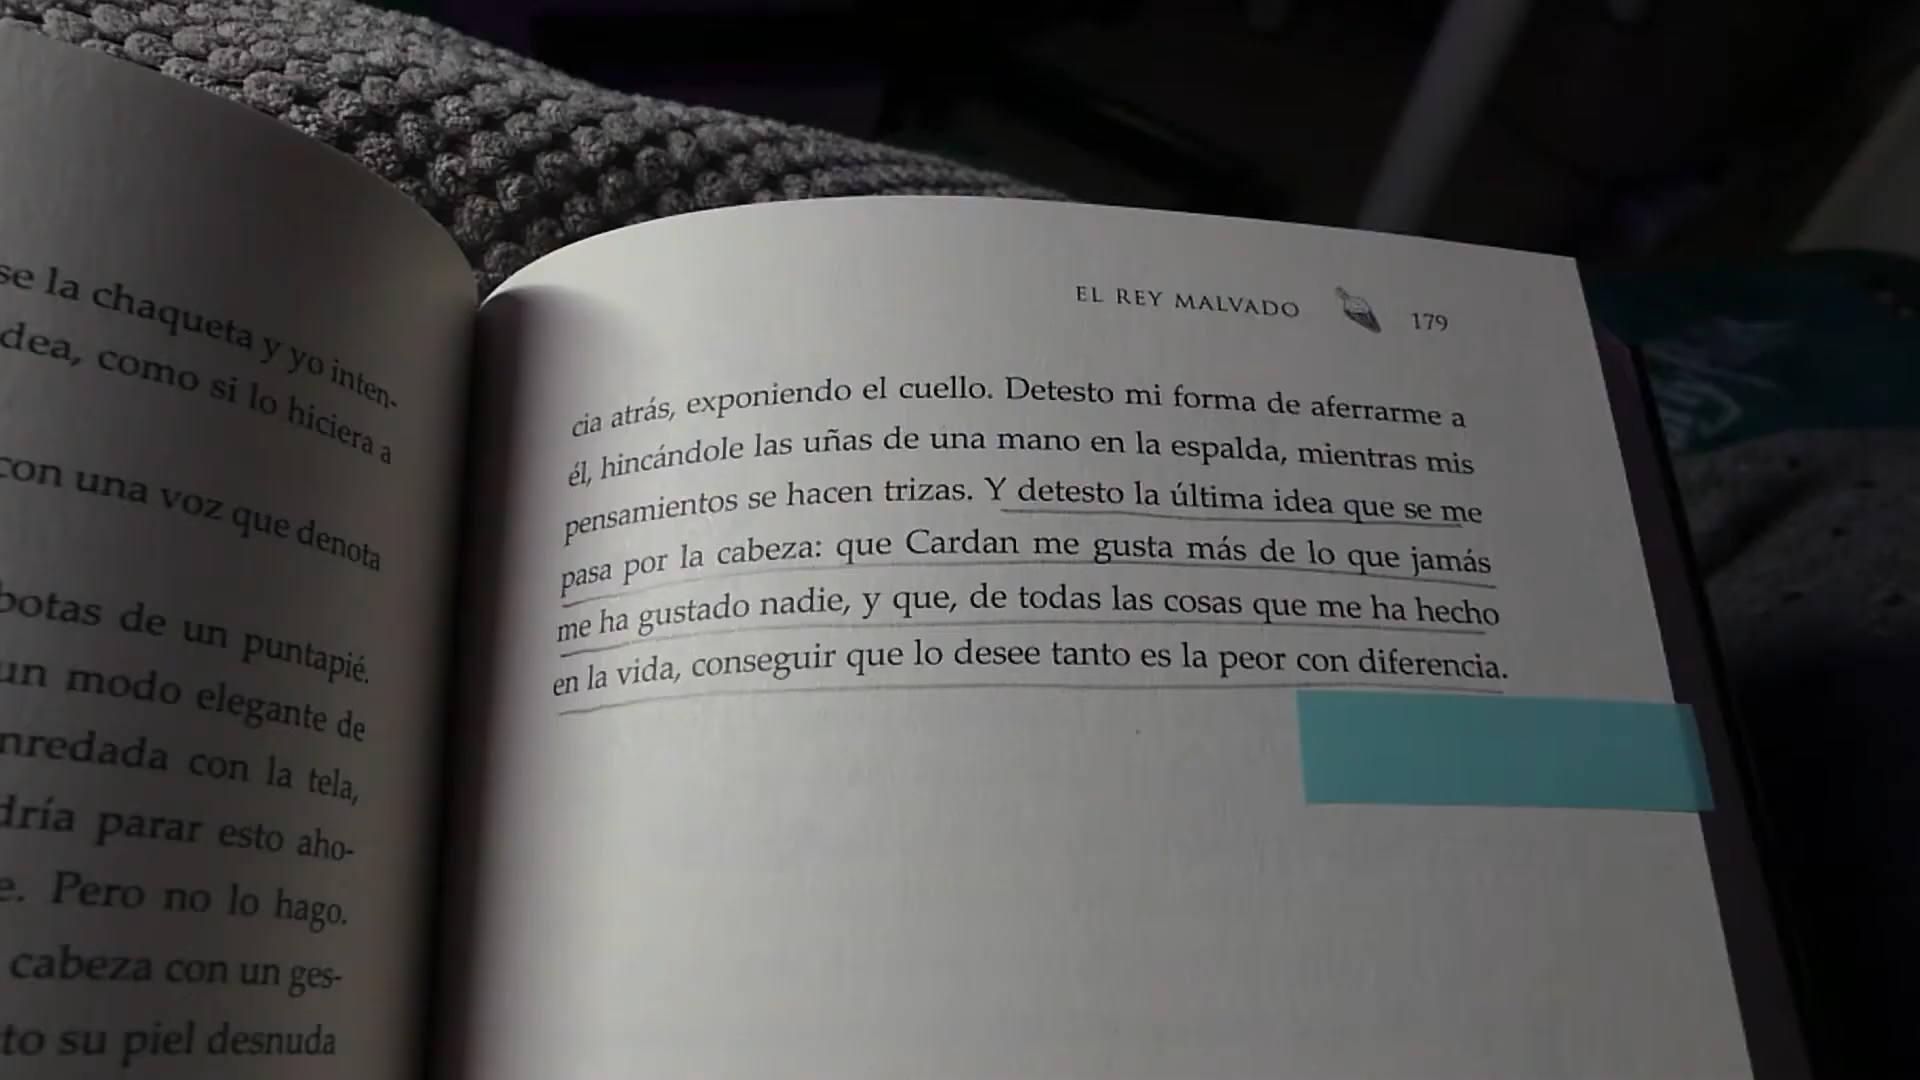 se la chaqueta y yo inten-
dea, como si lo hiciera a
con una voz que denota
botas de un puntapié.
un modo elegante de
nredada con la tela,
dría parar esto aho-
e. Pero no lo hago.
cabeza con un ges-
to su piel desnuda
EL REY MALVADO 179
cia atrás, exponiendo el cuello. Detesto mi forma de aferrarme a
él, hincándole las uñas de una mano en la espalda, mientras mis
pensamientos se hacen trizas. Y detesto la última idea que se me
pasa por la cabeza: que Cardan me gusta más de lo que jamás
me ha gustado nadie, y que, de todas las cosas que me ha hecho
en la vida, conseguir que lo desee tanto es la peor con diferencia.